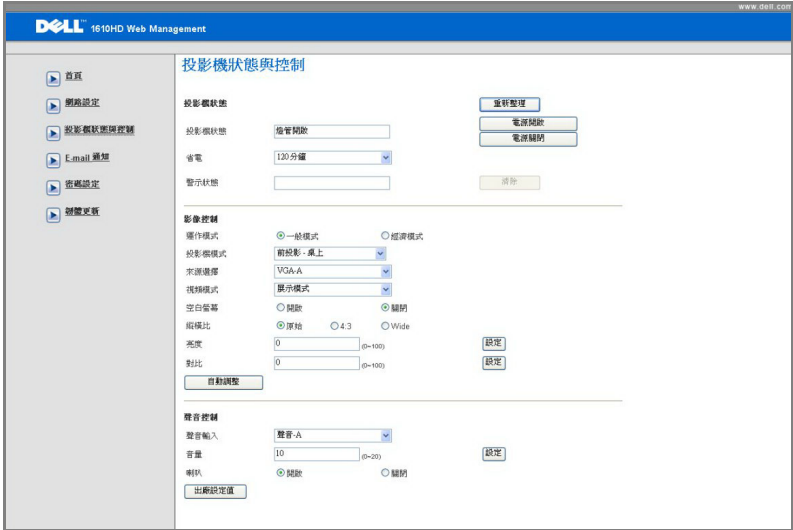 www.dell.com
DELL™ 1610HD Web Management
首頁
網路設定
投影機狀態與控制
E-mail 通知
密碼設定
韌體更新
投影機狀態與控制
投影機狀態 重新整理
投影機狀態 燈管開啟 電源開啟
電源關閉
省電 120分鐘
警示狀態 清除
影像控制
運作模式 一般模式 經濟模式
投影機模式 前投影 - 桌上
來源選擇 VGA-A
視頻模式 展示模式
空白螢幕 開啟 關閉
縱橫比 原始 4:3 Wide
亮度 0 (0~100) 設定
對比 0 (0~100) 設定
自動調整
聲音控制
聲音輸入 聲音-A
音量 10 (0~20) 設定
喇叭 開啟 關閉
出廠設定值